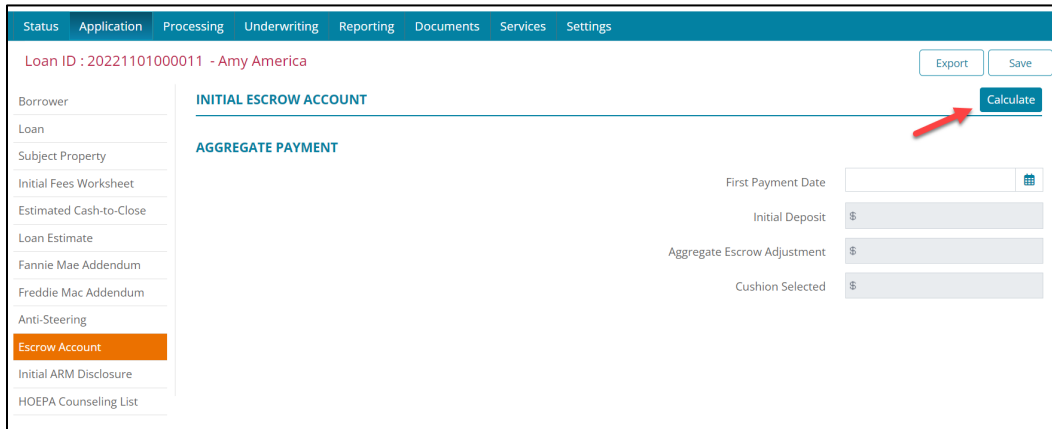 Status Application Processing Underwriting Reporting Documents Services Settings
Loan ID : 20221101000011 - Amy America
Export Save
Borrower
Loan
Subject Property
Initial Fees Worksheet
Estimated Cash-to-Close
Loan Estimate
Fannie Mae Addendum
Freddie Mac Addendum
Anti-Steering
Escrow Account
Initial ARM Disclosure
HOEPA Counseling List
INITIAL ESCROW ACCOUNT
Calculate
AGGREGATE PAYMENT
First Payment Date
Initial Deposit $
Aggregate Escrow Adjustment $
Cushion Selected $